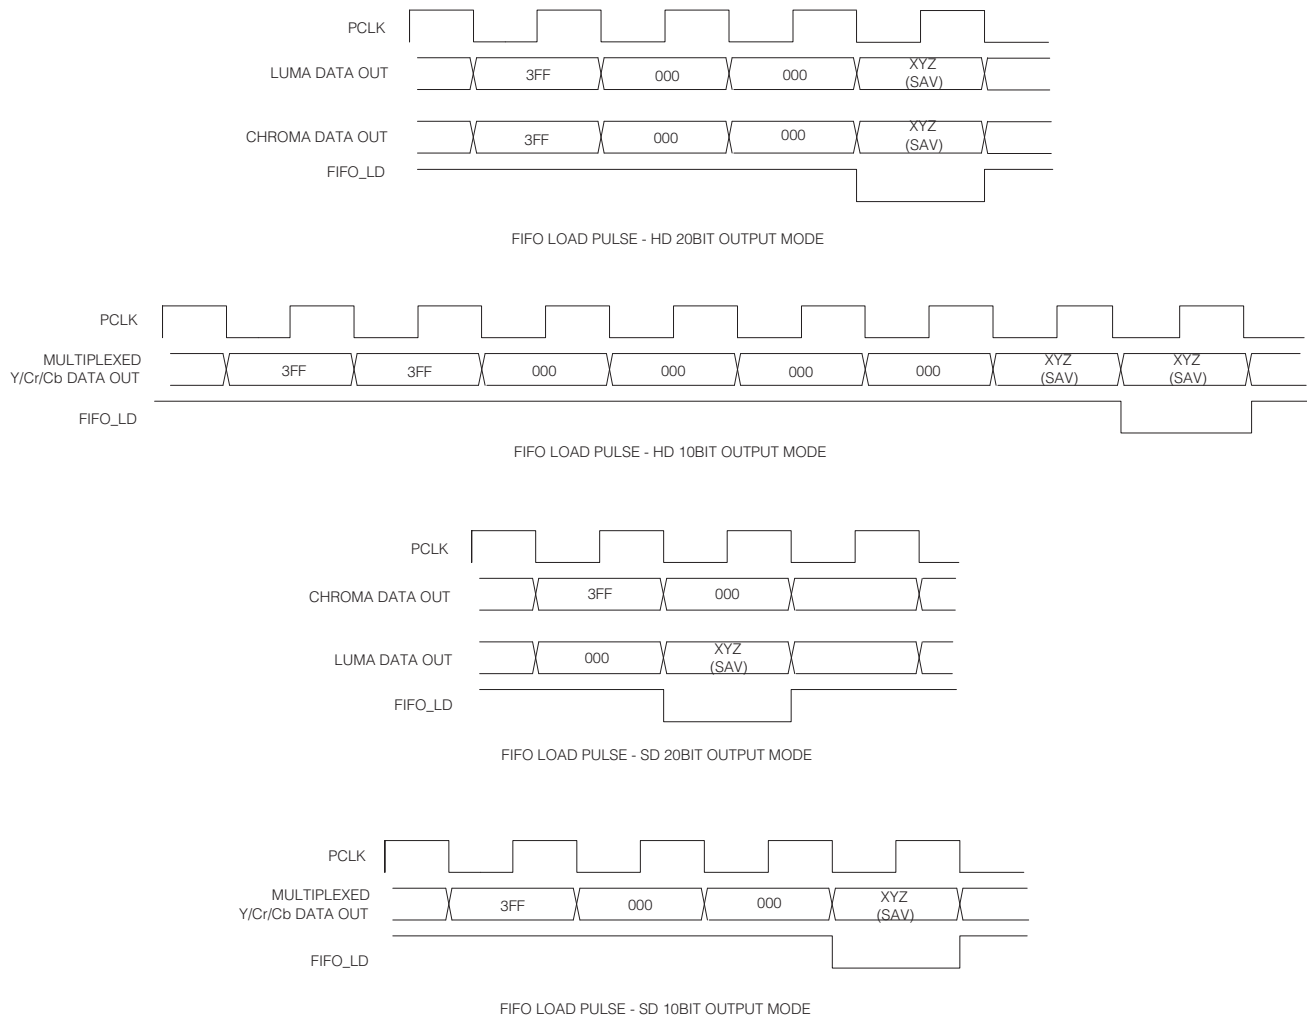 PCLK
LUMA DATA OUT
3FF
000
000
XYZ
(SAV)
CHROMA DATA OUT
3FF
000
000
XYZ
(SAV)
FIFO_LD
FIFO LOAD PULSE - HD 20BIT OUTPUT MODE
PCLK
MULTIPLEXED
Y/Cr/Cb DATA OUT
3FF
3FF
000
000
000
000
XYZ
(SAV)
XYZ
(SAV)
FIFO_LD
FIFO LOAD PULSE - HD 10BIT OUTPUT MODE
PCLK
CHROMA DATA OUT
3FF
000
LUMA DATA OUT
000
XYZ
(SAV)
FIFO_LD
FIFO LOAD PULSE - SD 20BIT OUTPUT MODE
PCLK
MULTIPLEXED
Y/Cr/Cb DATA OUT
3FF
000
000
XYZ
(SAV)
FIFO_LD
FIFO LOAD PULSE - SD 10BIT OUTPUT MODE